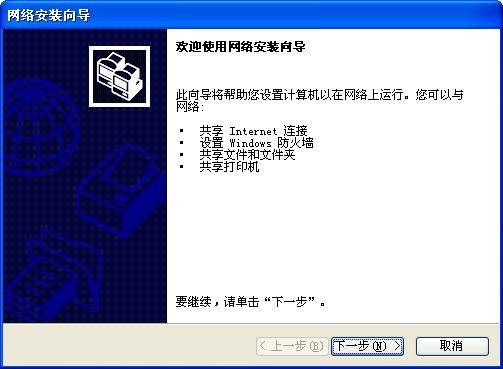 网络安装向导
欢迎使用网络安装向导
此向导将帮助您设置计算机以在网络上运行。您可以与
网络:
• 共享 Internet 连接
• 设置 Windows 防火墙
• 共享文件和文件夹
• 共享打印机
要继续，请单击“下一步”。
< 上一步(B) 下一步(N) > 取消